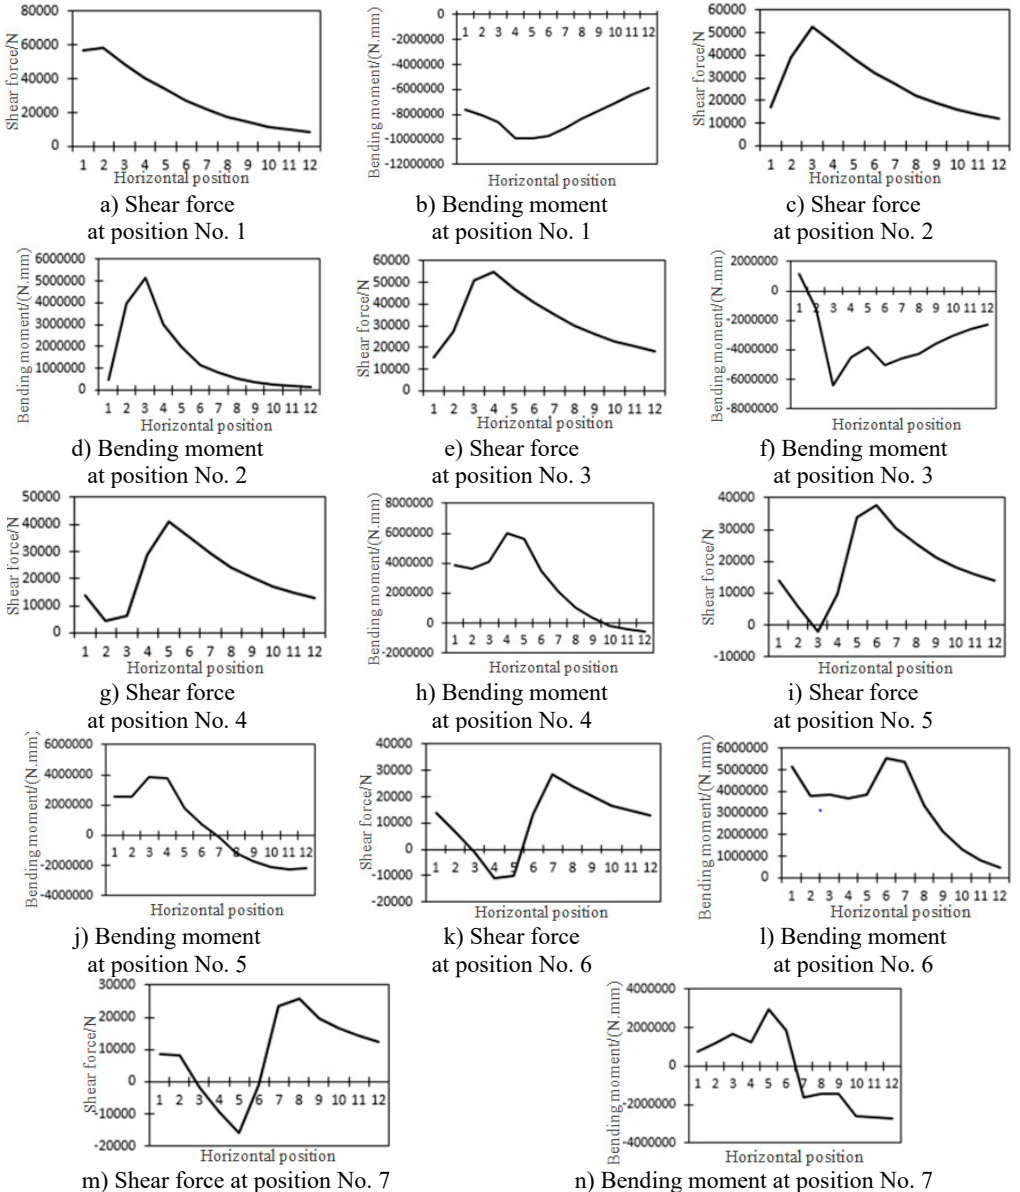 Shear force/N
80000
60000
40000
20000
0
1 2 3 4 5 6 7 8 9 10 11 12
Horizontal position
a) Shear force
at position No. 1
Bending moment/(N.mm)
0
-2000000
-4000000
-6000000
-8000000
-10000000
-12000000
1 2 3 4 5 6 7 8 9 10 11 12
Horizontal position
b) Bending moment
at position No. 1
Shear force/N
60000
50000
40000
30000
20000
10000
0
1 2 3 4 5 6 7 8 9 10 11 12
Horizontal position
c) Shear force
at position No. 2
Bending moment/(N.mm)
6000000
5000000
4000000
3000000
2000000
1000000
0
1 2 3 4 5 6 7 8 9 10 11 12
Horizontal position
d) Bending moment
at position No. 2
Shear force/N
60000
50000
40000
30000
20000
10000
0
1 2 3 4 5 6 7 8 9 10 11 12
Horizontal position
e) Shear force
at position No. 3
Bending moment/(N.mm)
2000000
0
-2000000
-4000000
-6000000
-8000000
1 2 3 4 5 6 7 8 9 10 11 12
Horizontal position
f) Bending moment
at position No. 3
Shear force/N
50000
40000
30000
20000
10000
0
1 2 3 4 5 6 7 8 9 10 11 12
Horizontal position
g) Shear force
at position No. 4
Bending moment/(N.mm)
8000000
6000000
4000000
2000000
0
-2000000
1 2 3 4 5 6 7 8 9 10 11 12
Horizontal position
h) Bending moment
at position No. 4
Shear force/N
40000
30000
20000
10000
0
-10000
1 2 3 4 5 6 7 8 9 10 11 12
Horizontal position
i) Shear force
at position No. 5
Bending moment/(N.mm)
6000000
4000000
2000000
0
-2000000
-4000000
1 2 3 4 5 6 7 8 9 10 11 12
Horizontal position
j) Bending moment
at position No. 5
Shear force/N
40000
30000
20000
10000
0
-10000
-20000
1 2 3 4 5 6 7 8 9 10 11 12
Horizontal position
k) Shear force
at position No. 6
Bending moment/(N.mm)
6000000
5000000
4000000
3000000
2000000
1000000
0
1 2 3 4 5 6 7 8 9 10 11 12
Horizontal position
l) Bending moment
at position No. 6
Shear force/N
30000
20000
10000
0
-10000
-20000
1 2 3 4 5 6 7 8 9 10 11 12
Horizontal position
m) Shear force at position No. 7
Bending moment/(N.mm)
4000000
2000000
0
-2000000
-4000000
1 2 3 4 5 6 7 8 9 10 11 12
Horizontal position
n) Bending moment at position No. 7